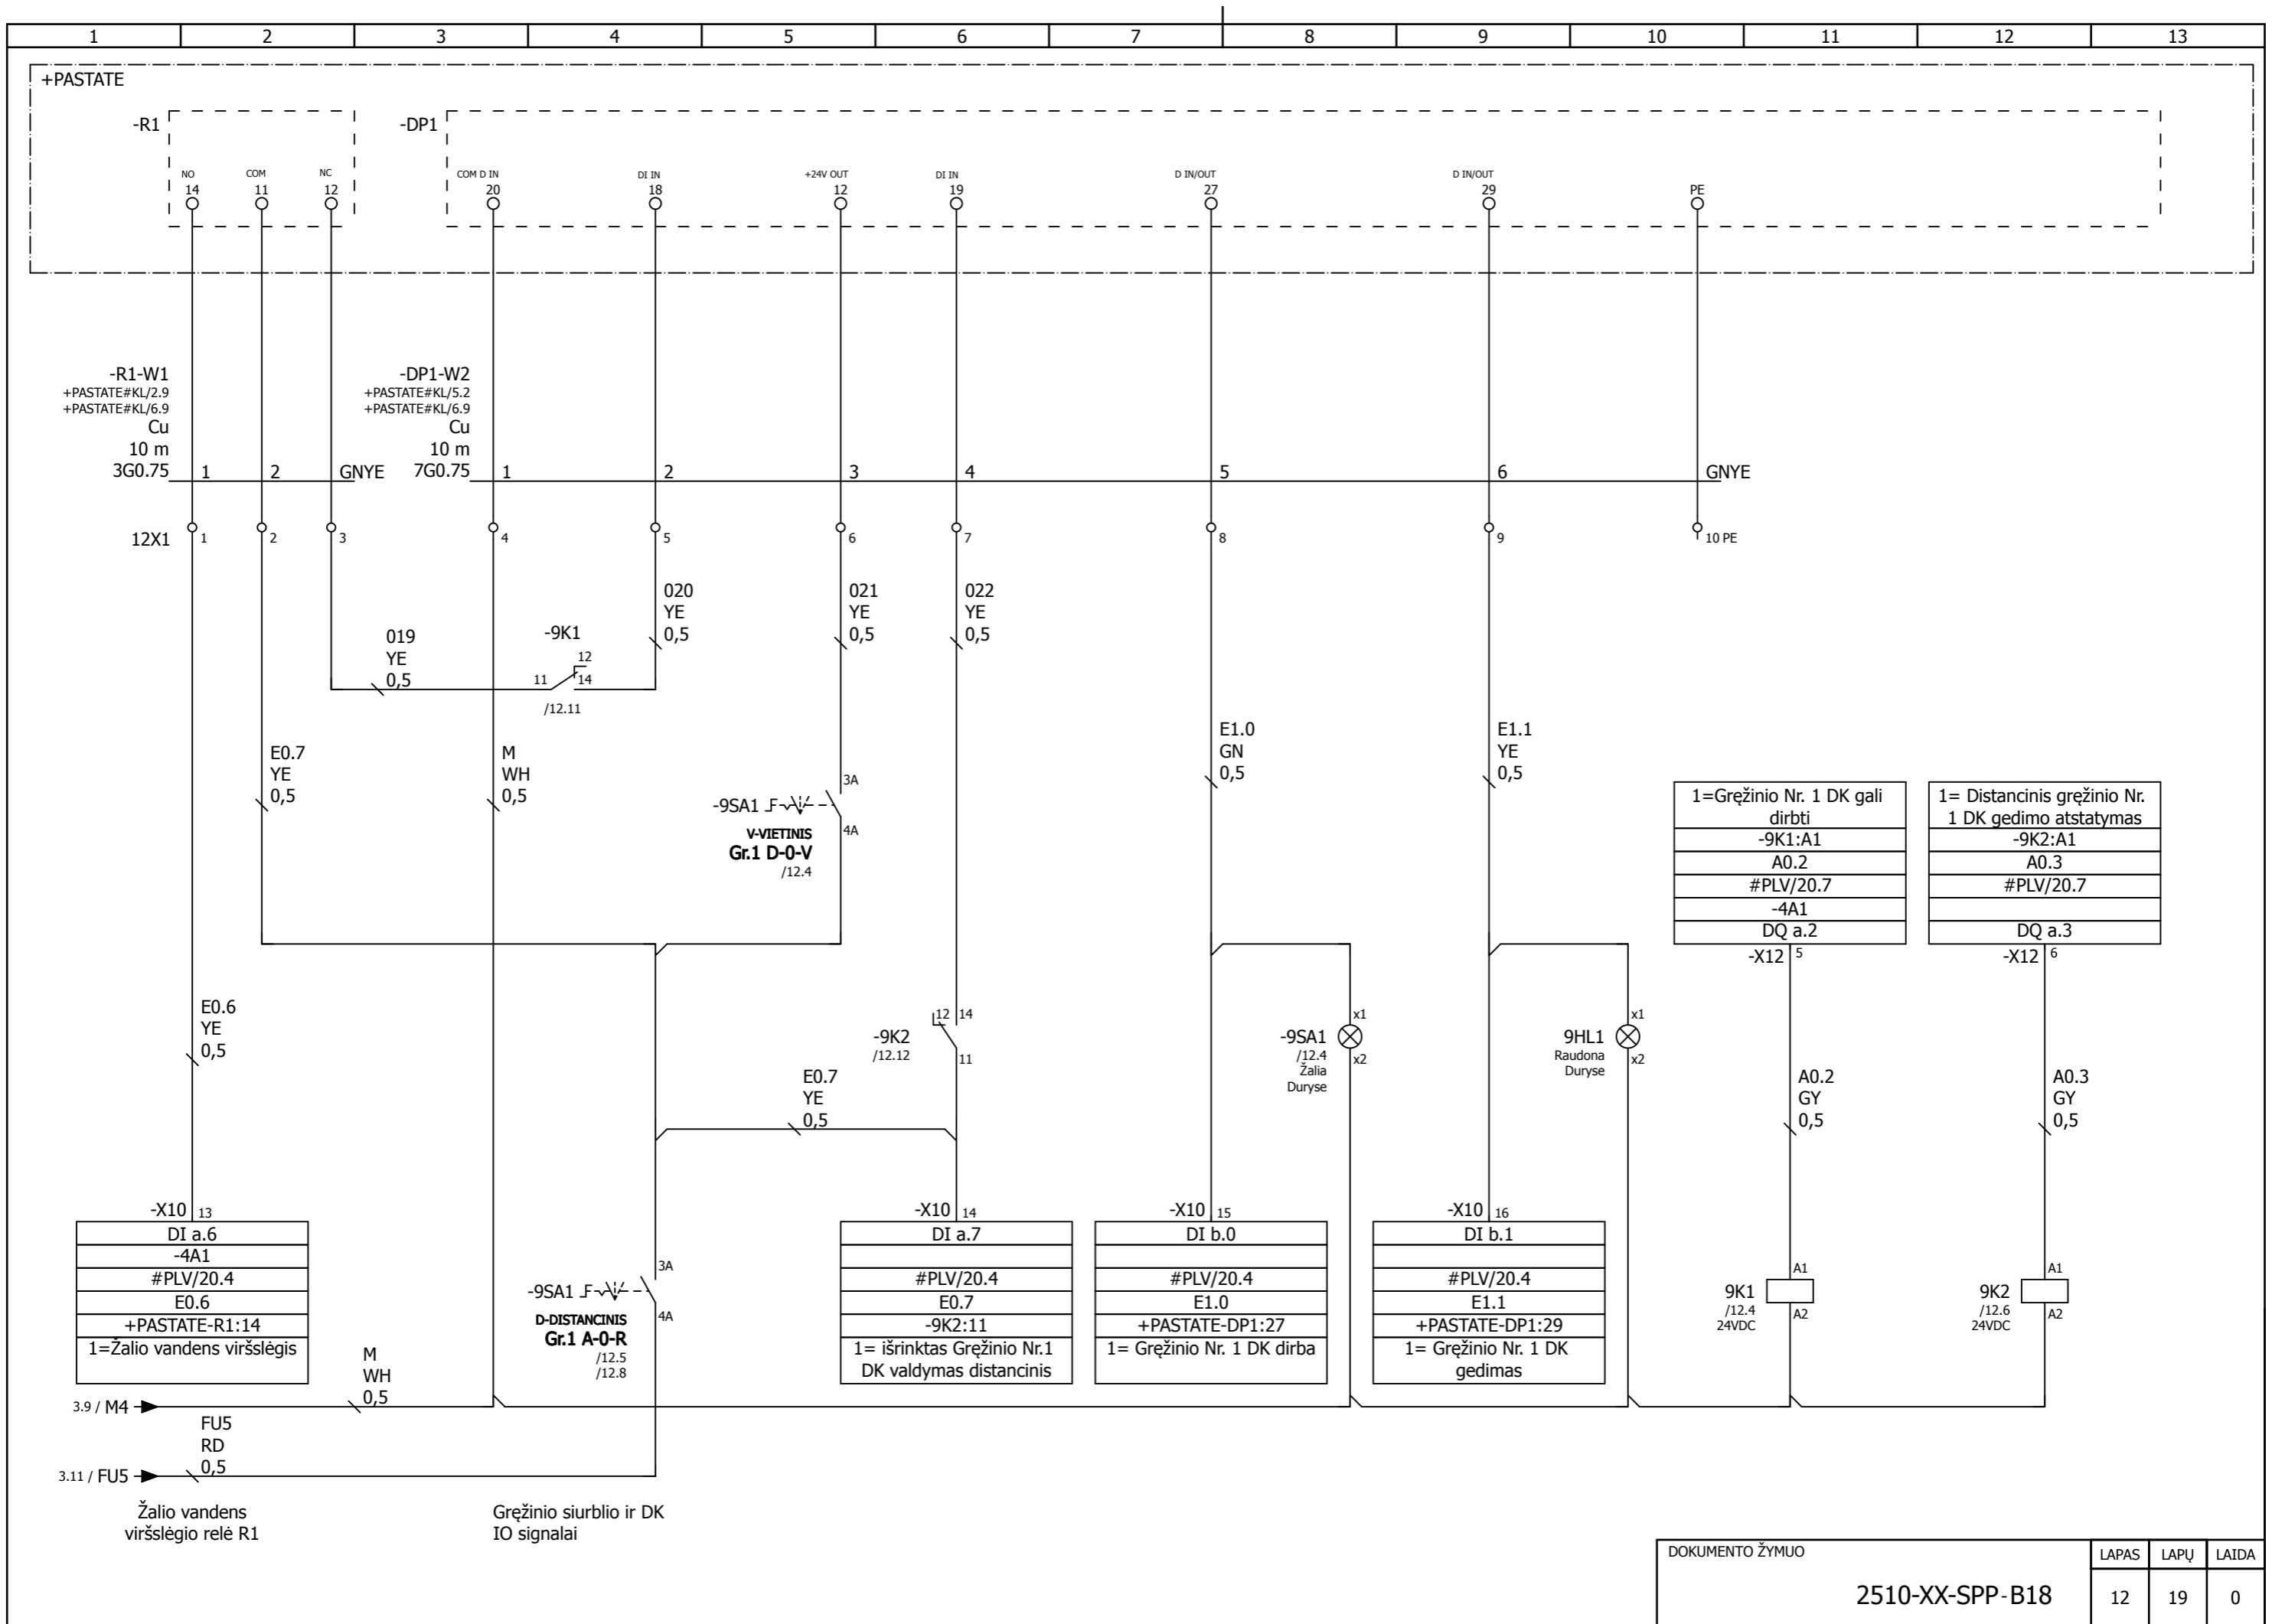 1 2 3 4 5 6 7 8 9 10 11 12 13
+PASTATE
-R1
-DP1
NO
14
COM
11
NC
12
COM D IN
20
DI IN
18
+24V OUT
12
DI IN
19
D IN/OUT
27
D IN/OUT
29
PE
-R1-W1
+PASTATE#KL/2.9
+PASTATE#KL/6.9
Cu
10 m
3G0.75
1
2
GNYE
-DP1-W2
+PASTATE#KL/5.2
+PASTATE#KL/6.9
Cu
10 m
7G0.75
1
2
3
4
5
6
GNYE
12X1
1
2
3
4
5
6
7
8
9
10 PE
019
YE
0,5
-9K1
11
12
14
/12.11
020
YE
0,5
021
YE
0,5
022
YE
0,5
E0.7
YE
0,5
M
WH
0,5
-9SA1
3A
4A
V-VIETINIS
Gr.1 D-0-V
/12.4
E1.0
GN
0,5
E1.1
YE
0,5
1=Gręžinio Nr. 1 DK gali
dirbti
-9K1:A1
A0.2
#PLV/20.7
-4A1
DQ a.2
-X12 5
1= Distancinis gręžinio Nr.
1 DK gedimo atstatymas
-9K2:A1
A0.3
#PLV/20.7
DQ a.3
-X12 6
E0.6
YE
0,5
-9K2
/12.12
12 14
11
E0.7
YE
0,5
-9SA1
/12.4
Žalia
Duryse
x1
x2
9HL1
Raudona
Duryse
x1
x2
A0.2
GY
0,5
A0.3
GY
0,5
-X10 13
DI a.6
-4A1
#PLV/20.4
E0.6
+PASTATE-R1:14
1=Žalio vandens viršslėgis
-9SA1
3A
4A
D-DISTANCINIS
Gr.1 A-0-R
/12.5
/12.8
-X10 14
DI a.7
#PLV/20.4
E0.7
-9K2:11
1= išrinktas Gręžinio Nr.1
DK valdymas distancinis
-X10 15
DI b.0
#PLV/20.4
E1.0
+PASTATE-DP1:27
1= Gręžinio Nr. 1 DK dirba
-X10 16
DI b.1
#PLV/20.4
E1.1
+PASTATE-DP1:29
1= Gręžinio Nr. 1 DK
gedimas
9K1
/12.4
24VDC
A1
A2
9K2
/12.6
24VDC
A1
A2
3.9 / M4
M
WH
0,5
3.11 / FU5
FU5
RD
0,5
Žalio vandens
viršslėgio relė R1
Gręžinio siurblio ir DK
IO signalai
DOKUMENTO ŽYMUO
2510-XX-SPP-B18
LAPAS LAPŲ LAIDA
12 19 0